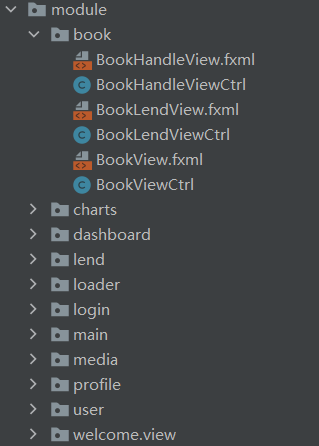 module
book
BookHandleView.fxml
BookHandleViewCtrl
BookLendView.fxml
BookLendViewCtrl
BookView.fxml
BookViewCtrl
charts
dashboard
lend
loader
login
main
media
profile
user
welcome.view